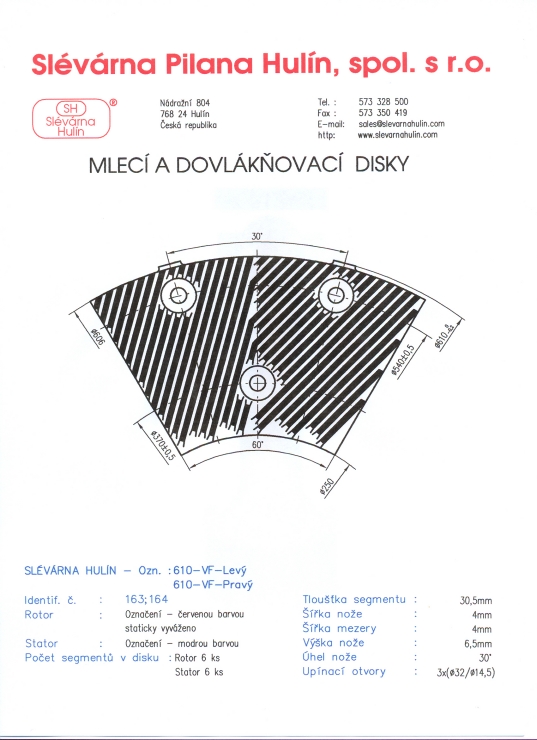 Slévárna Pilana Hulín, spol. s r.o.
SH
Slévárna
Hulín
®
Nádražní 804
768 24 Hulín
Česká republika
Tel. : 573 328 500
Fax : 573 350 419
E-mail: sales@slevarnahulin.com
http: www.slevarnahulin.com
MLECÍ A DOVLÁKŇOVACÍ DISKY
30°
ø606
ø610
ø540±0,5
ø370±0,5
60°
ø250
SLÉVÁRNA HULÍN – Ozn. : 610-VF-Levý
610-VF-Pravý
Identif. č. : 163;164
Rotor : Označení – červenou barvou
staticky vyváženo
Stator : Označení – modrou barvou
Počet segmentů v disku : Rotor 6 ks
Stator 6 ks
Tloušťka segmentu : 30,5mm
Šířka nože : 4mm
Šířka mezery : 4mm
Výška nože : 6,5mm
Úhel nože : 30°
Upínací otvory : 3x(ø32/ø14,5)